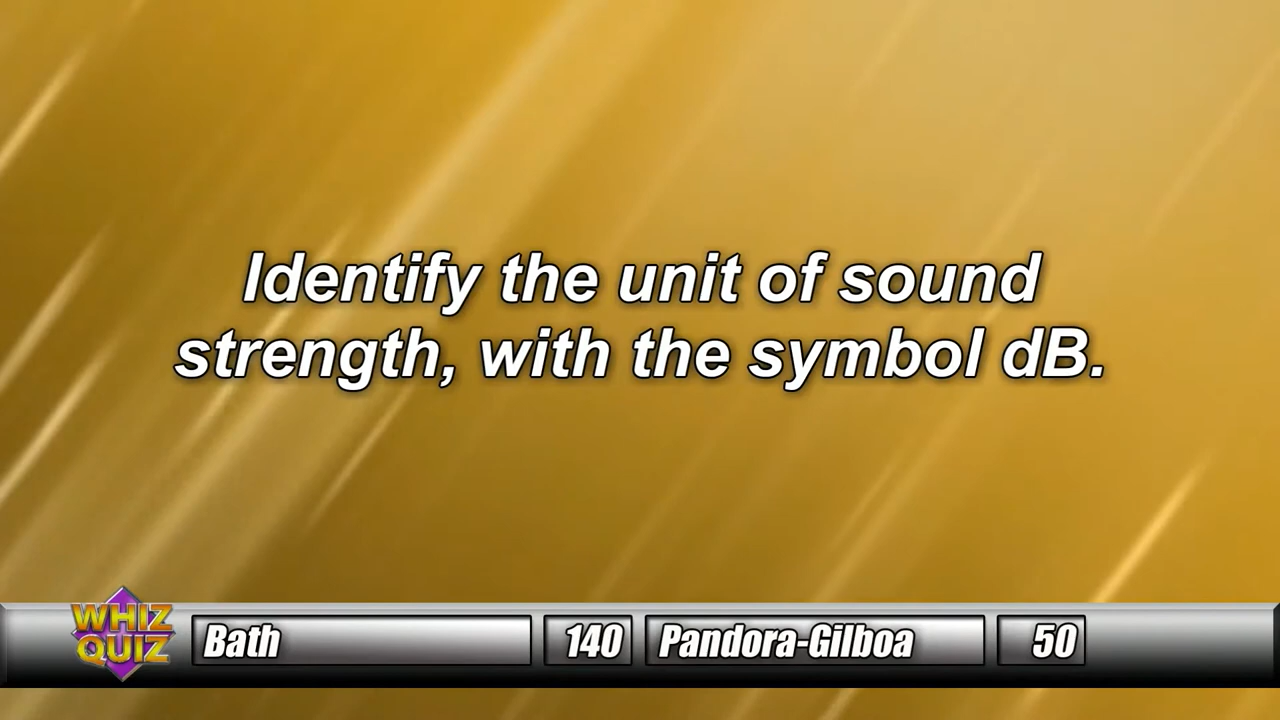 Identify the unit of sound
strength, with the symbol dB.
WHIZ
QUIZ
Bath
140
Pandora-Gilboa
50